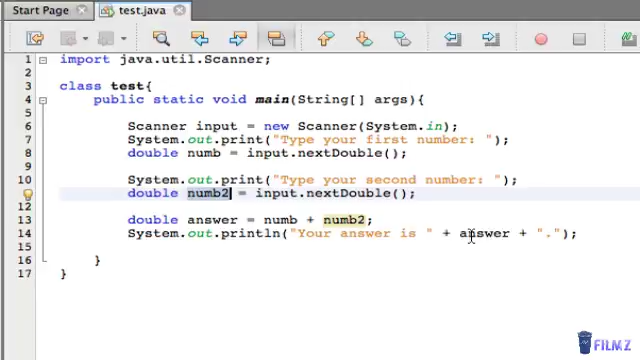 Start Page
test.java
1 import java.util.Scanner;
2
3 class test{
4 public static void main(String[] args){
6 Scanner input = new Scanner(System.in);
7 System.out.print("Type your first number: ");
8 double numb = input.nextDouble();
9
10 System.out.print("Type your second number: ");
double numb2 = input.nextDouble();
12
13 double answer = numb + numb2;
14 System.out.println("Your answer is " + answer + ".");
15
16 }
17 }
FILMZ